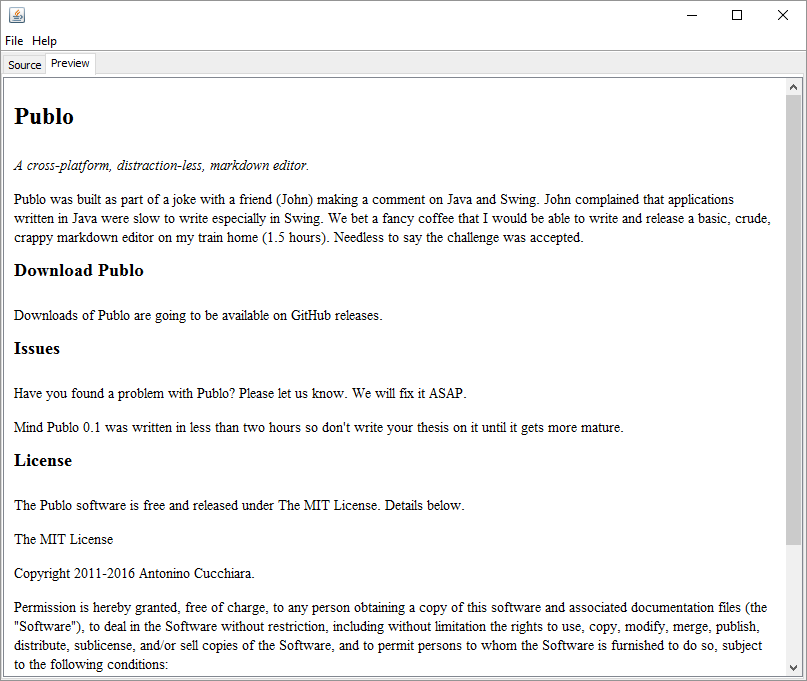 File Help
Source Preview
Publo
A cross-platform, distraction-less, markdown editor.
Publo was built as part of a joke with a friend (John) making a comment on Java and Swing. John complained that applications
written in Java were slow to write especially in Swing. We bet a fancy coffee that I would be able to write and release a basic, crude,
crappy markdown editor on my train home (1.5 hours). Needless to say the challenge was accepted.
Download Publo
Downloads of Publo are going to be available on GitHub releases.
Issues
Have you found a problem with Publo? Please let us know. We will fix it ASAP.
Mind Publo 0.1 was written in less than two hours so don't write your thesis on it until it gets more mature.
License
The Publo software is free and released under The MIT License. Details below.
The MIT License
Copyright 2011-2016 Antonino Cucchiara.
Permission is hereby granted, free of charge, to any person obtaining a copy of this software and associated documentation files (the
"Software"), to deal in the Software without restriction, including without limitation the rights to use, copy, modify, merge, publish,
distribute, sublicense, and/or sell copies of the Software, and to permit persons to whom the Software is furnished to do so, subject
to the following conditions: